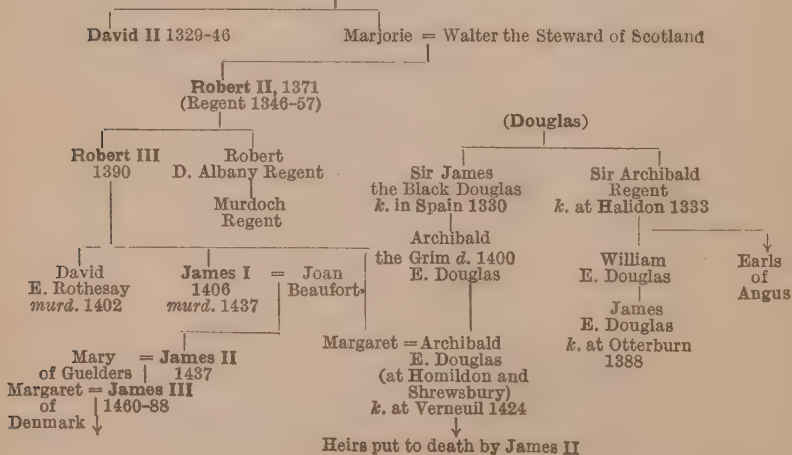 David II 1329-46
Marjorie = Walter the Steward of Scotland
Robert II, 1371
(Regent 1346-57)
(Douglas)
Robert III
1390
Robert
D. Albany Regent
Murdoch
Regent
Sir James
the Black Douglas
k. in Spain 1330
Sir Archibald
Regent
k. at Halidon 1333
Archibald
the Grim d. 1400
E. Douglas
William
E. Douglas
Earls
of
Angus
David
E. Rothesay
murd. 1402
James I = Joan
1406 Beaufort
murd. 1437
James
E. Douglas
k. at Otterburn
1388
Mary = James II
of Guelders 1437
Margaret = James III
of 1460-88
Denmark
Margaret = Archibald
E. Douglas
(at Homildon and
Shrewsbury)
k. at Verneuil 1424
Heirs put to death by James II